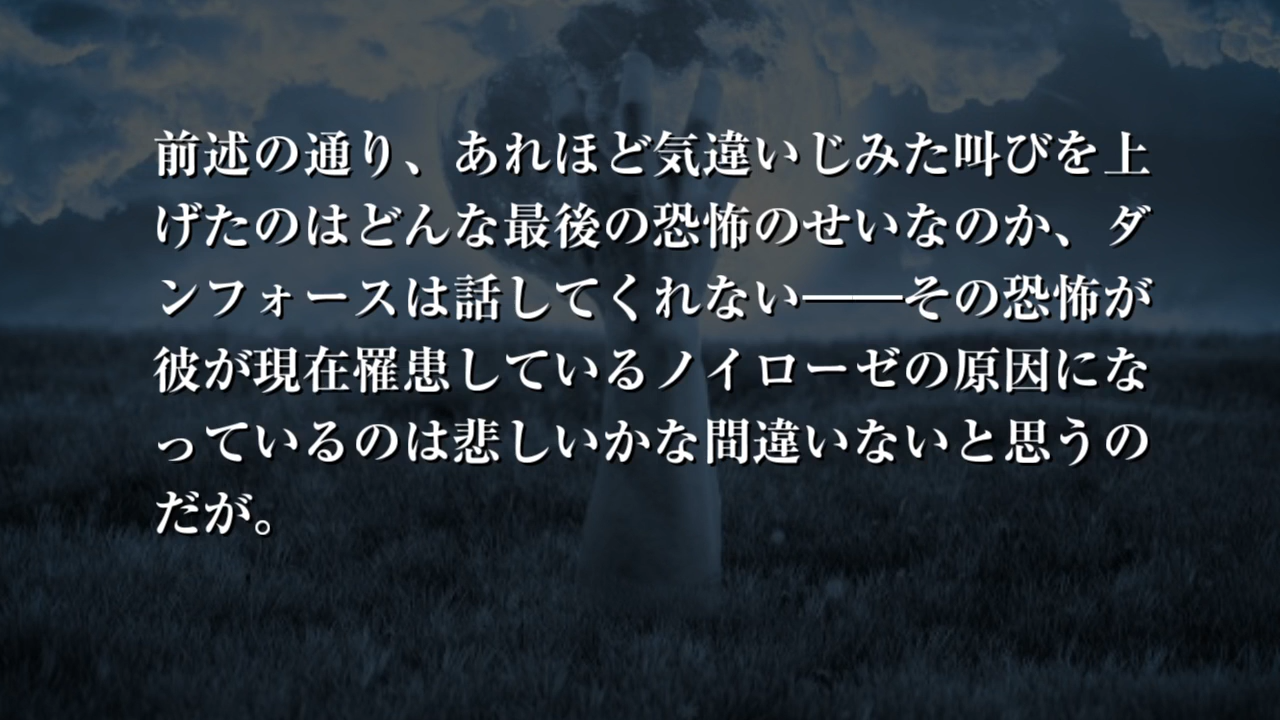 前述の通り、あれほど気違いじみた叫びを上
げたのはどんな最後の恐怖のせいなのか、ダ
ンフォースは話してくれない――その恐怖が
彼が現在罹患しているノイローゼの原因にな
っているのは悲しいかな間違いないと思うの
だが。